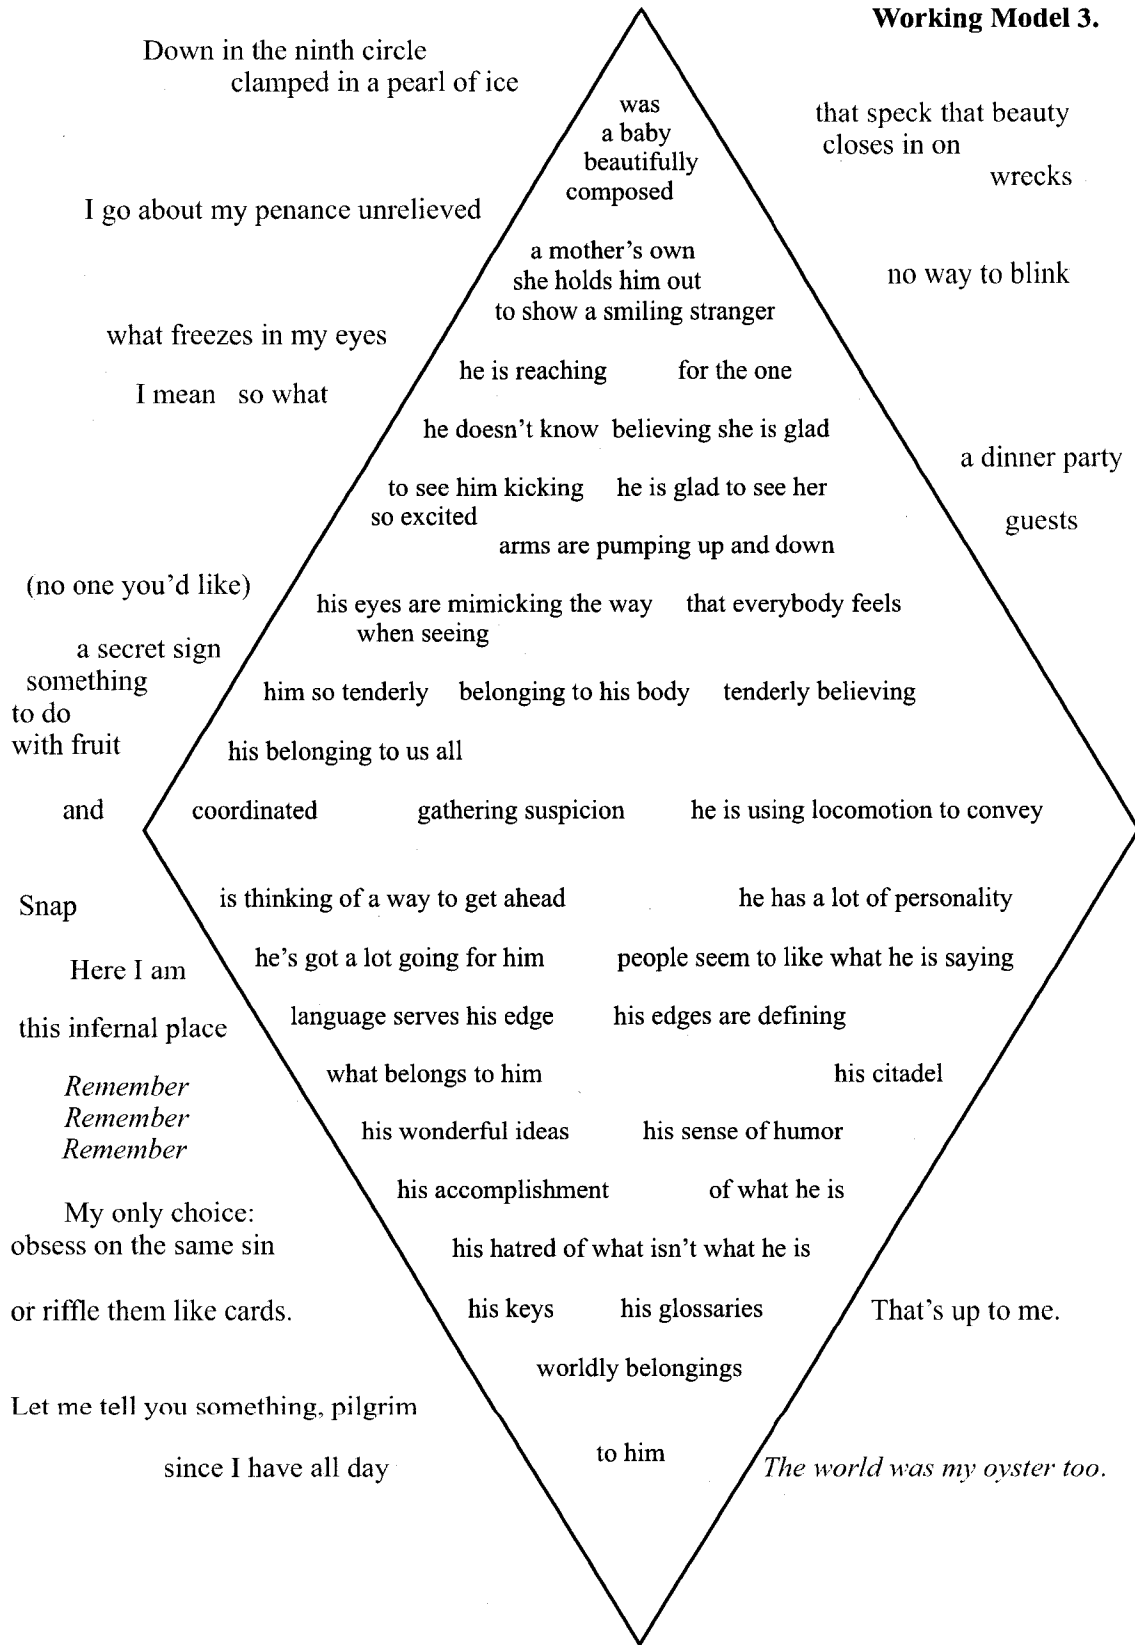 Working Model 3.
Down in the ninth circle
clamped in a pearl of ice
that speck that beauty
closes in on
wrecks
I go about my penance unrelieved
no way to blink
what freezes in my eyes
I mean so what
a dinner party
guests
(no one you'd like)
a secret sign
something
to do
with fruit
and
Snap
Here I am
this infernal place
Remember
Remember
Remember
My only choice:
obsess on the same sin
or riffle them like cards.
That's up to me.
Let me tell you something, pilgrim
since I have all day
The world was my oyster too.
was
a baby
beautifully
composed
a mother's own
she holds him out
to show a smiling stranger
he is reaching for the one
he doesn't know believing she is glad
to see him kicking he is glad to see her
so excited
arms are pumping up and down
his eyes are mimicking the way that everybody feels
when seeing
him so tenderly belonging to his body tenderly believing
his belonging to us all
coordinated gathering suspicion he is using locomotion to convey
is thinking of a way to get ahead he has a lot of personality
he's got a lot going for him people seem to like what he is saying
language serves his edge his edges are defining
what belongs to him his citadel
his wonderful ideas his sense of humor
his accomplishment of what he is
his hatred of what isn't what he is
his keys his glossaries
worldly belongings
to him